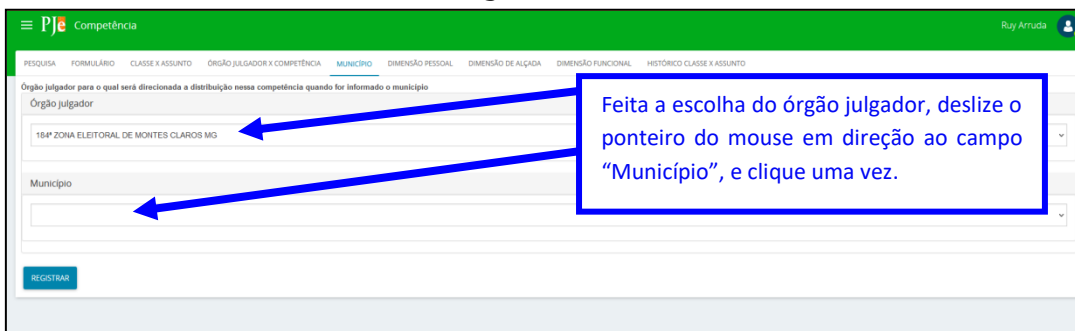 PJe Competência
Ruy Arruda
PESQUISA FORMULÁRIO CLASSE X ASSUNTO ÓRGÃO JULGADOR X COMPETÊNCIA MUNICÍPIO DIMENSÃO PESSOAL DIMENSÃO DE ALÇADA DIMENSÃO FUNCIONAL HISTÓRICO CLASSE X ASSUNTO
Órgão julgador para o qual será direcionada a distribuição nessa competência quando for informado o município
Órgão julgador
184ª ZONA ELEITORAL DE MONTES CLAROS MG
Feita a escolha do órgão julgador, deslize o
ponteiro do mouse em direção ao campo
“Município”, e clique uma vez.
Município
REGISTRAR